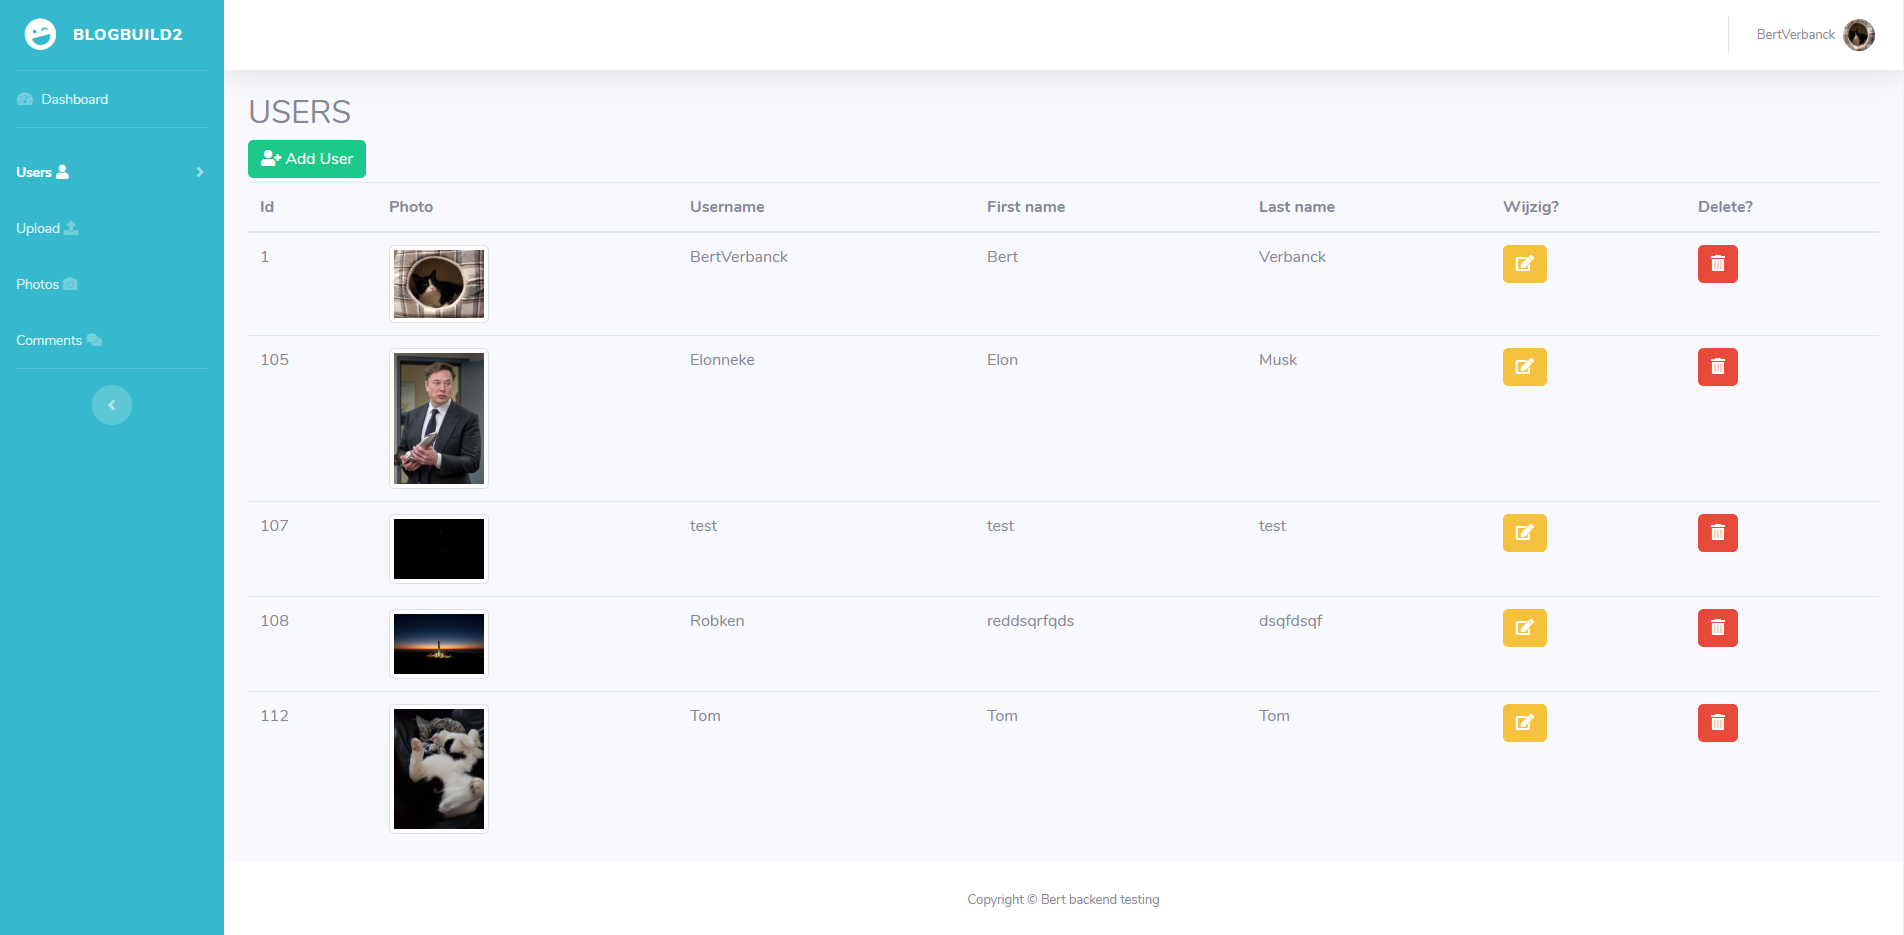 BLOGBUILD2
BertVerbanck
Dashboard
Users
Upload
Photos
Comments
USERS
Add User
Id Photo Username First name Last name Wijzig? Delete?
1 BertVerbanck Bert Verbanck
105 Elonneke Elon Musk
107 test test test
108 Robken reddsqrfqds dsqfdsqf
112 Tom Tom Tom
Copyright © Bert backend testing